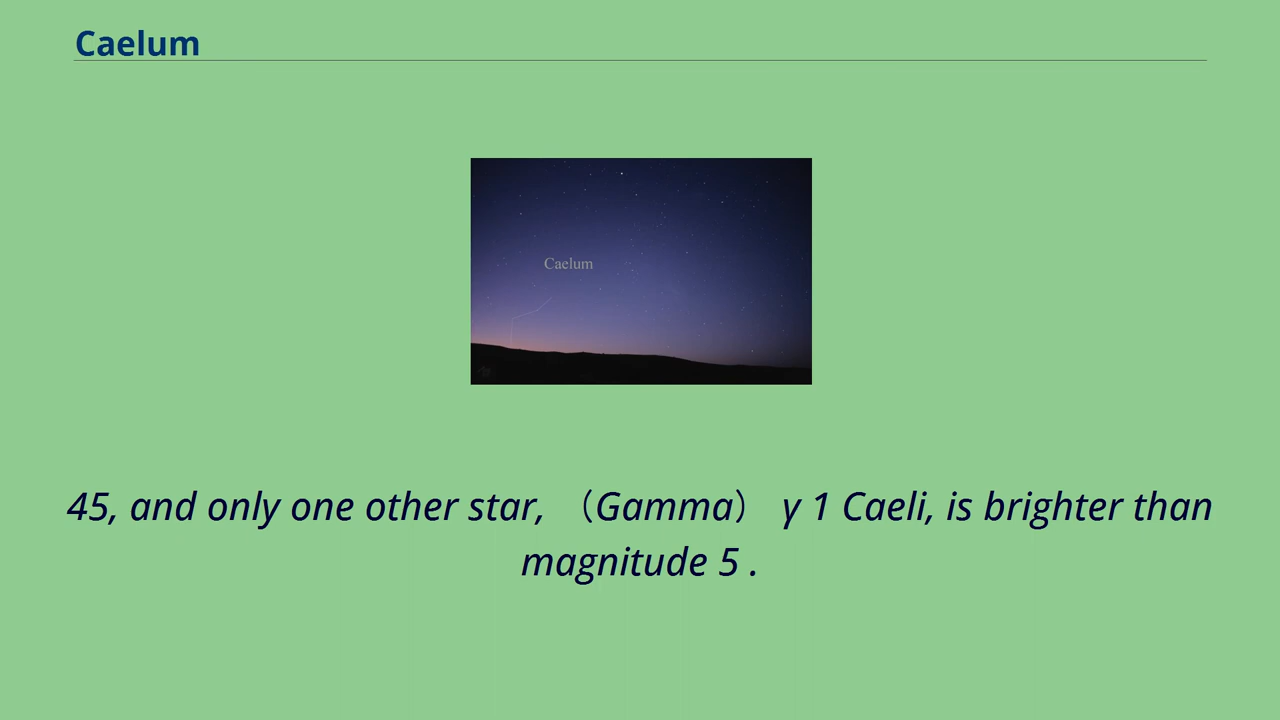 Caelum
Caelum
45, and only one other star, （Gamma） γ 1 Caeli, is brighter than
magnitude 5 .